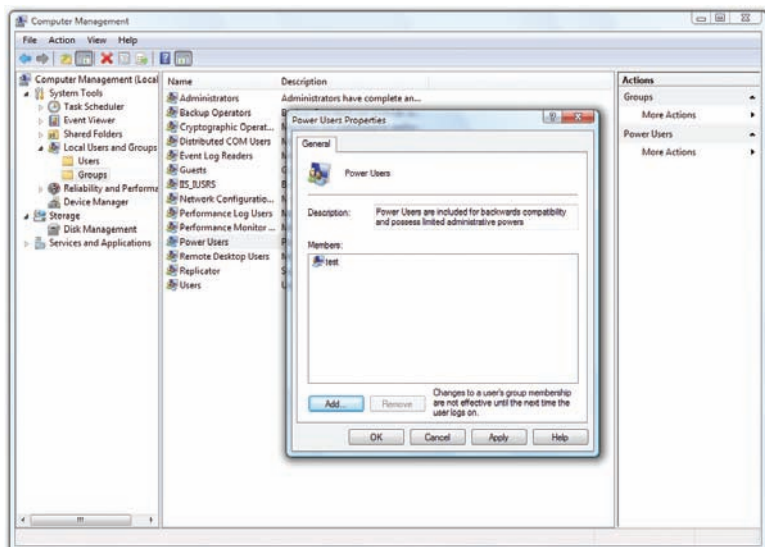 Computer Management
File Action View Help
Computer Management (Local
System Tools
Task Scheduler
Event Viewer
Shared Folders
Local Users and Groups
Users
Groups
Reliability and Performa
Device Manager
Storage
Disk Management
Services and Applications
Name Description
Administrators Administrators have complete an...
Backup Operators
Cryptographic Operat...
Distributed COM Users
Event Log Readers
Guests
IIS_IUSRS
Network Configuratio...
Performance Log Users
Performance Monitor ...
Power Users
Remote Desktop Users
Replicator
Users
Power Users Properties
General
Power Users
Description: Power Users are included for backwards compatibility
and possess limited administrative powers
Members:
test
Add... Remove
Changes to a user's group membership
are not effective until the next time the
user logs on.
OK Cancel Apply Help
Actions
Groups
More Actions
Power Users
More Actions